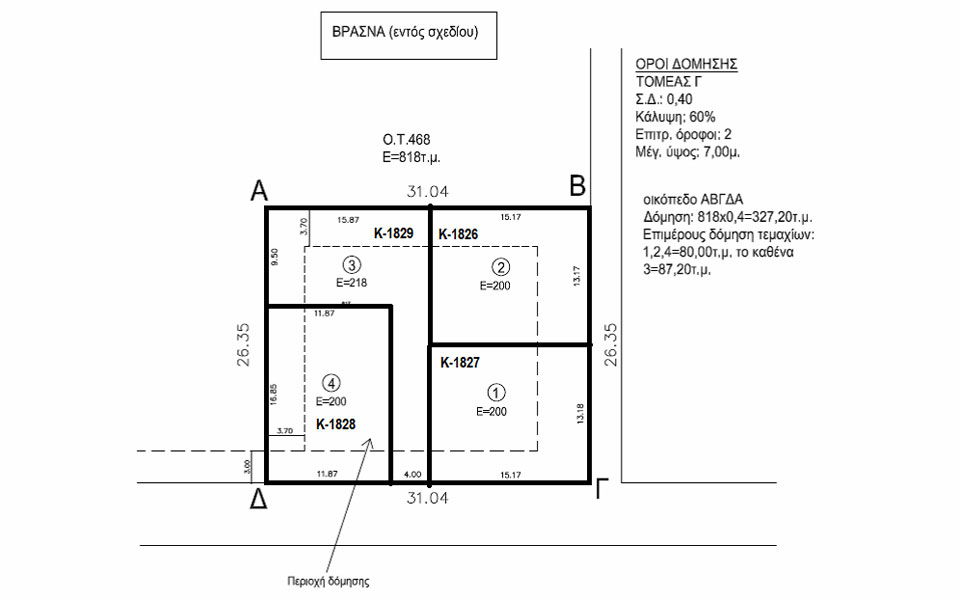 ΒΡΑΣΝΑ (εντός σχεδίου)
ΟΡΟΙ ΔΟΜΗΣΗΣ
ΤΟΜΕΑΣ Γ
Σ.Δ.: 0,40
Κάλυψη: 60%
Επιτρ. όροφοι: 2
Μέγ. ύψος: 7,00μ.
οικόπεδο ΑΒΓΔΑ
Δόμηση: 818x0,4=327,20τ.μ.
Επιμέρους δόμηση τεμαχίων:
1,2,4=80,00τ.μ. το καθένα
3=87,20τ.μ.
Ο.Τ.468
Ε=818τ.μ.
Α
31.04
Β
15.87
15.17
3.70
Κ-1829
Κ-1826
9.50
3
Ε=218
2
Ε=200
13.17
11.87
26.35
26.35
Κ-1827
4
Ε=200
Κ-1828
16.85
3.70
1
Ε=200
13.18
3.00
11.87
4.00
15.17
Δ
31.04
Γ
Περιοχή δόμησης